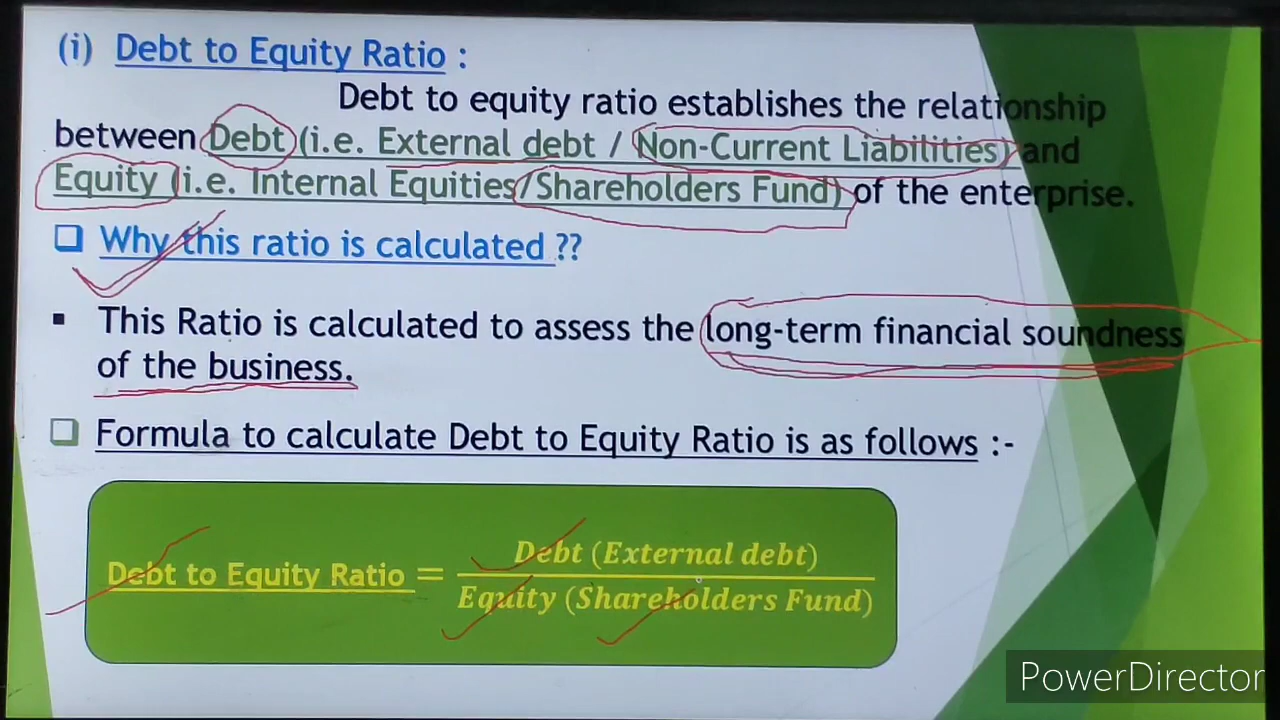 (i) Debt to Equity Ratio :
Debt to equity ratio establishes the relationship
between Debt (i.e. External debt / Non-Current Liabilities) and
Equity (i.e. Internal Equities/Shareholders Fund) of the enterprise.
❑ Why this ratio is calculated ??
▪ This Ratio is calculated to assess the long-term financial soundness
of the business.
❑ Formula to calculate Debt to Equity Ratio is as follows :-
Debt to Equity Ratio = Debt (External debt)
Equity (Shareholders Fund)
PowerDirector